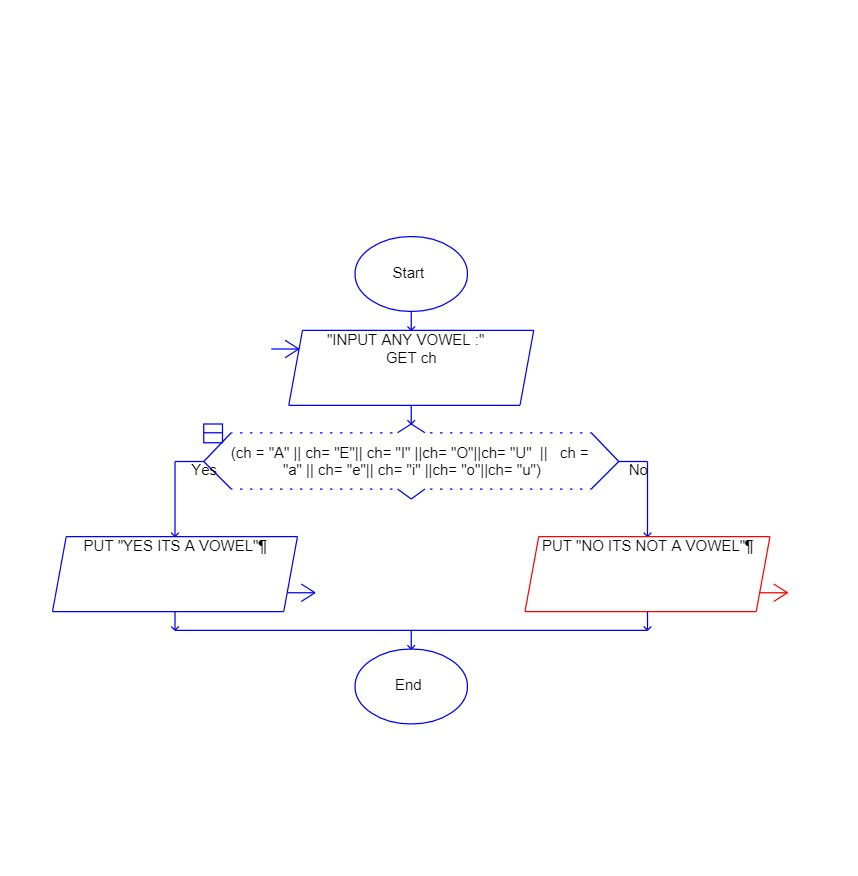 Start
"INPUT ANY VOWEL :"
GET ch
(ch = "A" || ch= "E"|| ch= "I" ||ch= "O"||ch= "U"  ||   ch =
"a" || ch= "e"|| ch= "i" ||ch= "o"||ch= "u")
Yes
No
PUT "YES ITS A VOWEL"¶
PUT "NO ITS NOT A VOWEL"¶
End